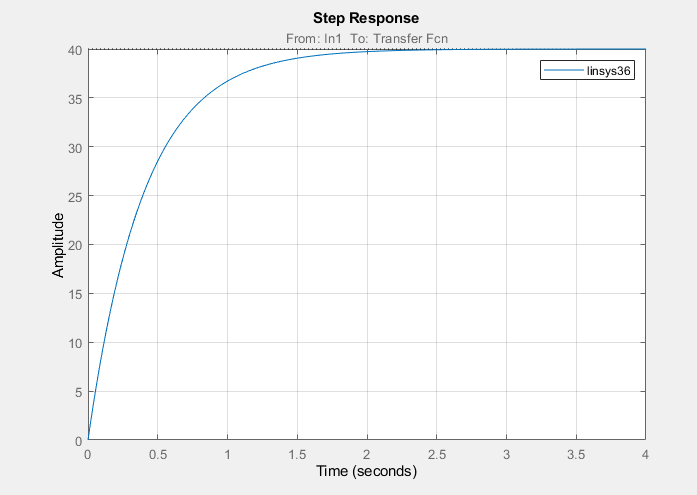 Step Response
From: In1 To: Transfer Fcn
40
35
30
25
20
15
10
5
0
Amplitude
linsys36
0 0.5 1 1.5 2 2.5 3 3.5 4
Time (seconds)